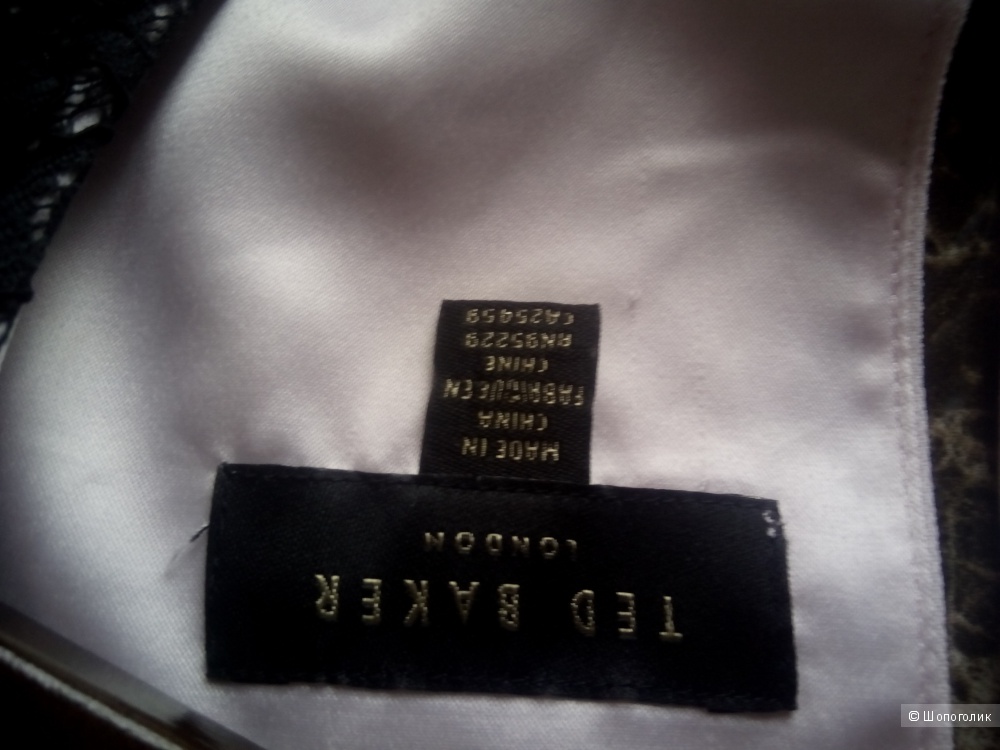 TED BAKER
LONDON
MADE IN
CHINA
FABRIQUE EN
CHINE
RN95229
CA25459
© Шопоголик